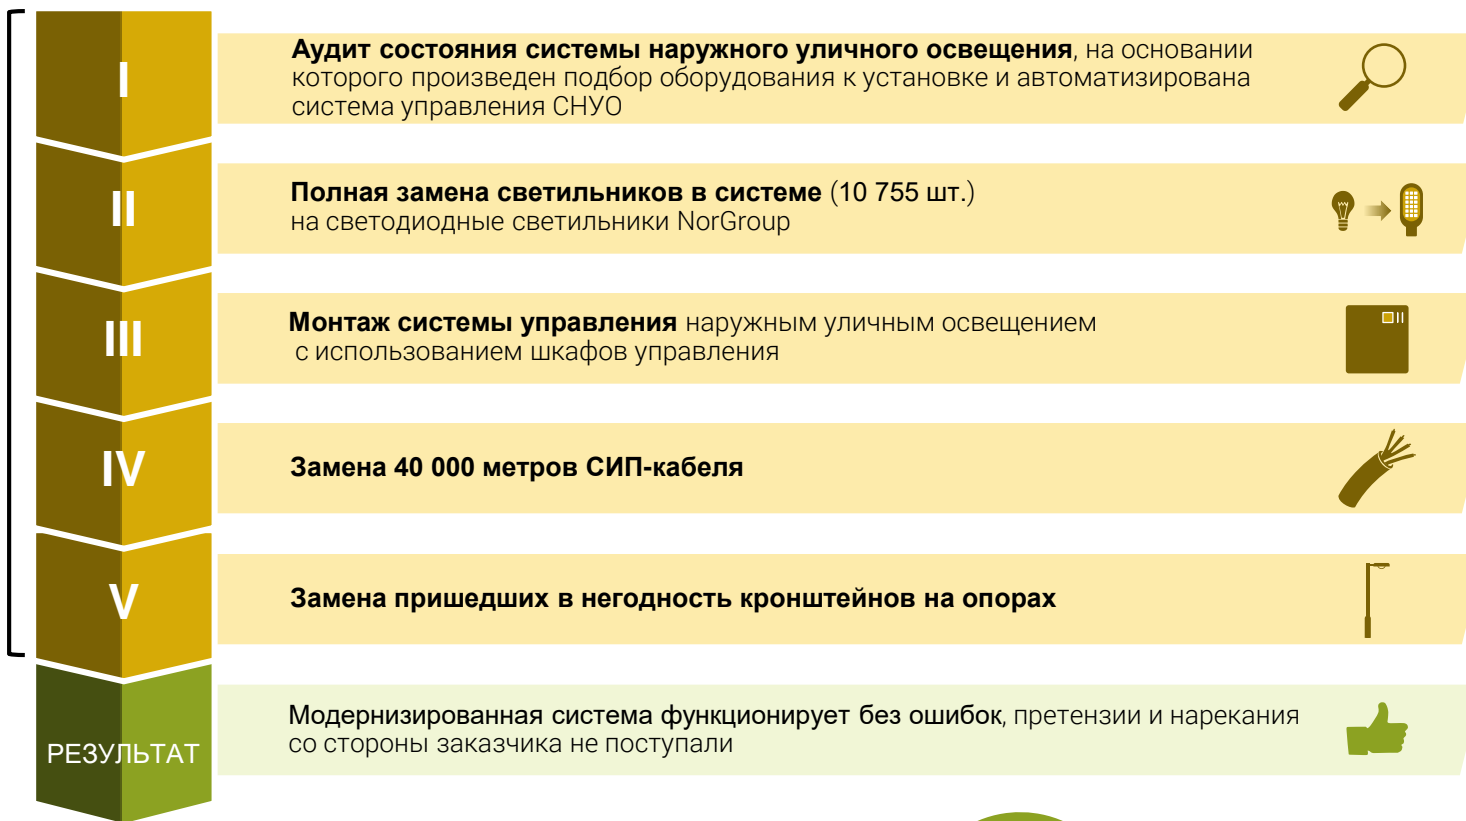 I
Аудит состояния системы наружного уличного освещения, на основании
которого произведен подбор оборудования к установке и автоматизирована
система управления СНУО
II
Полная замена светильников в системе (10 755 шт.)
на светодиодные светильники NorGroup
III
Монтаж системы управления наружным уличным освещением
с использованием шкафов управления
IV
Замена 40 000 метров СИП-кабеля
V
Замена пришедших в негодность кронштейнов на опорах
РЕЗУЛЬТАТ
Модернизированная система функционирует без ошибок, претензии и нарекания
со стороны заказчика не поступали